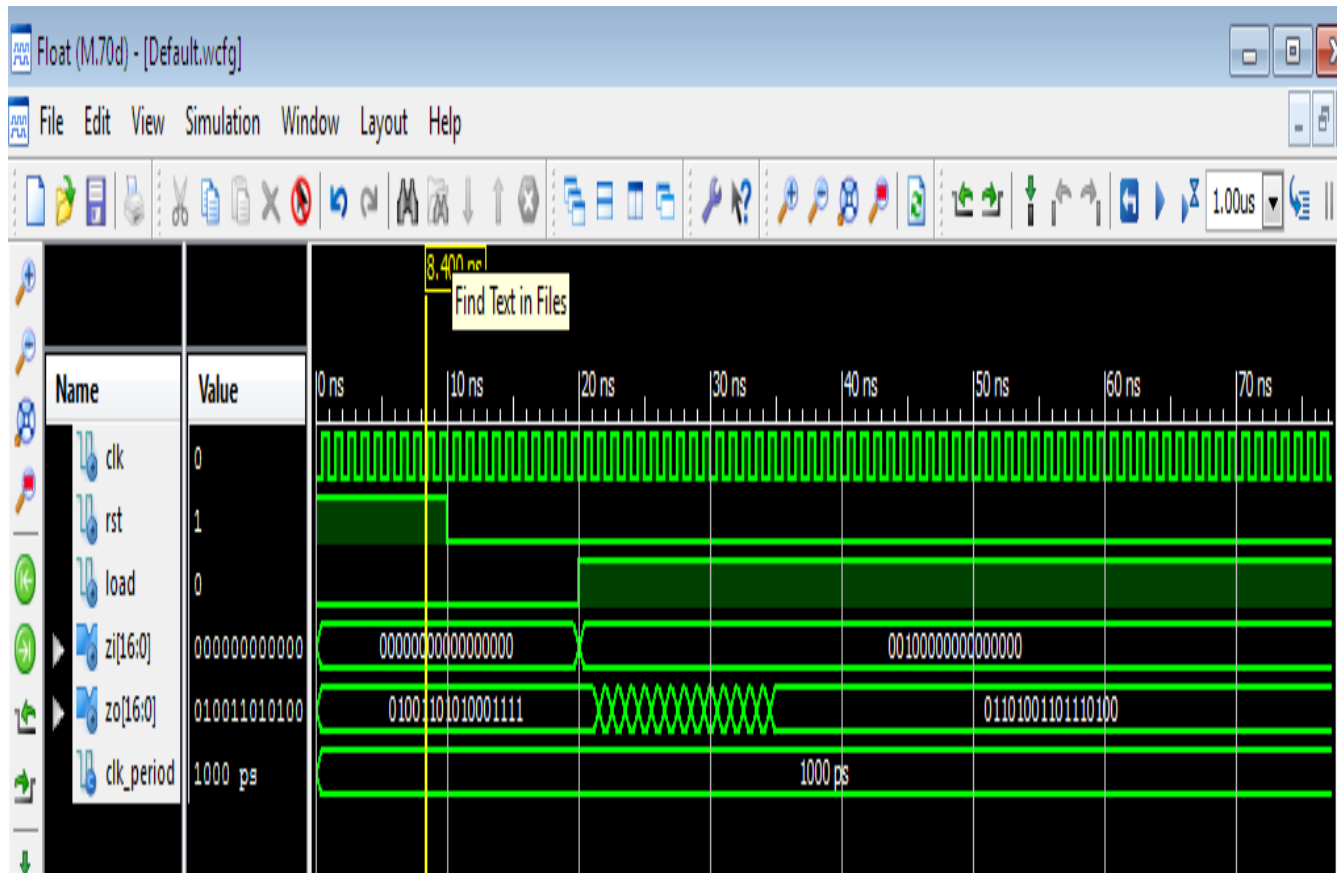 Float (M.70d) - [Default.wcfg]
File Edit View Simulation Window Layout Help
1.00us
8.400 ns
Find Text in Files
Name Value 0 ns 10 ns 20 ns 30 ns 40 ns 50 ns 60 ns 70 ns
clk 0
rst 1
load 0
zi[16:0] 000000000000 00000000000000000 00100000000000000
zo[16:0] 010011010100 01001101010001111 01101001101110100
clk_period 1000 ps 1000 ps